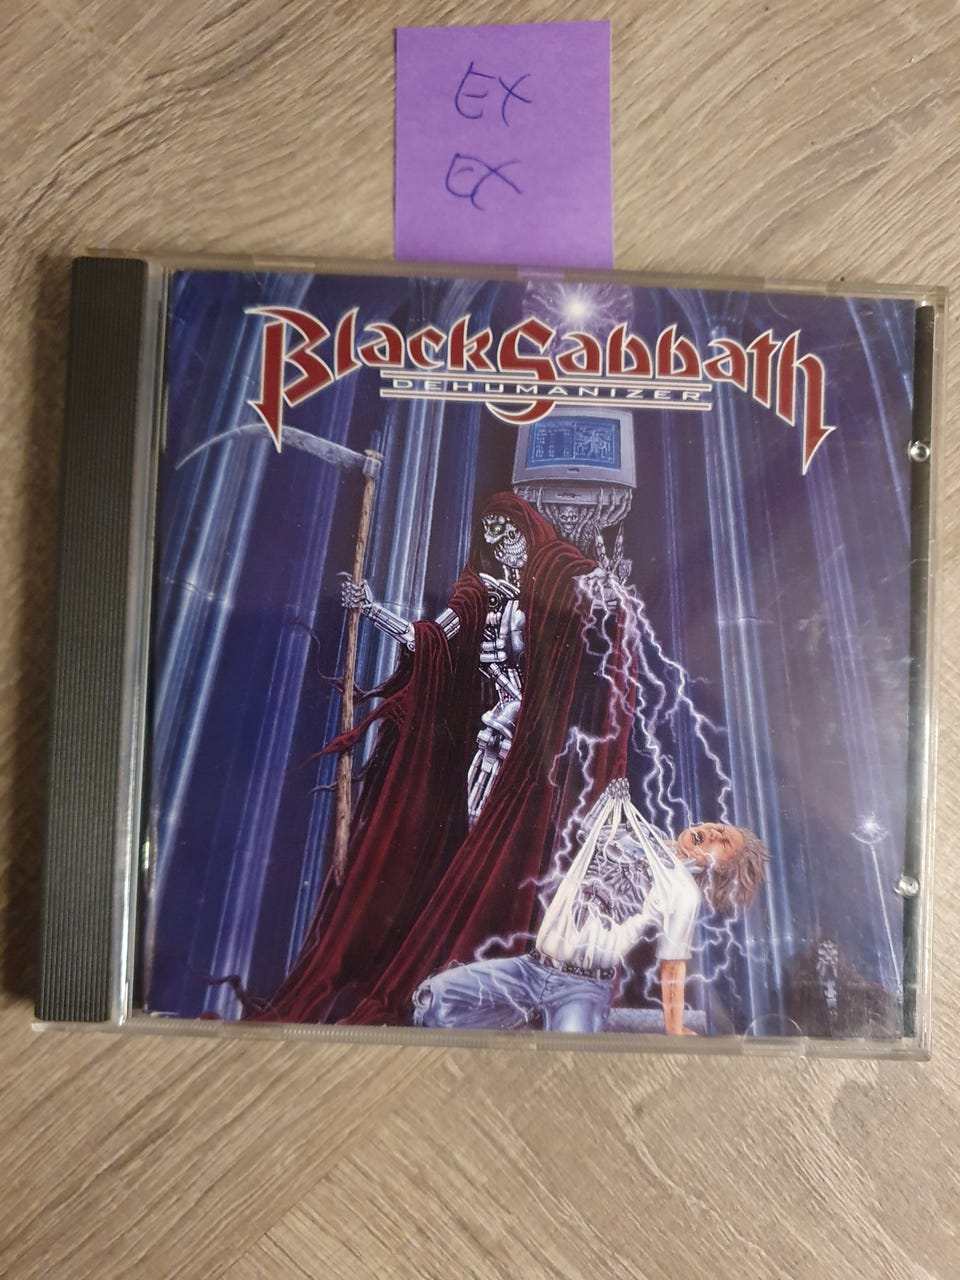 EX
EX
Black Sabbath
DEHUMANIZER